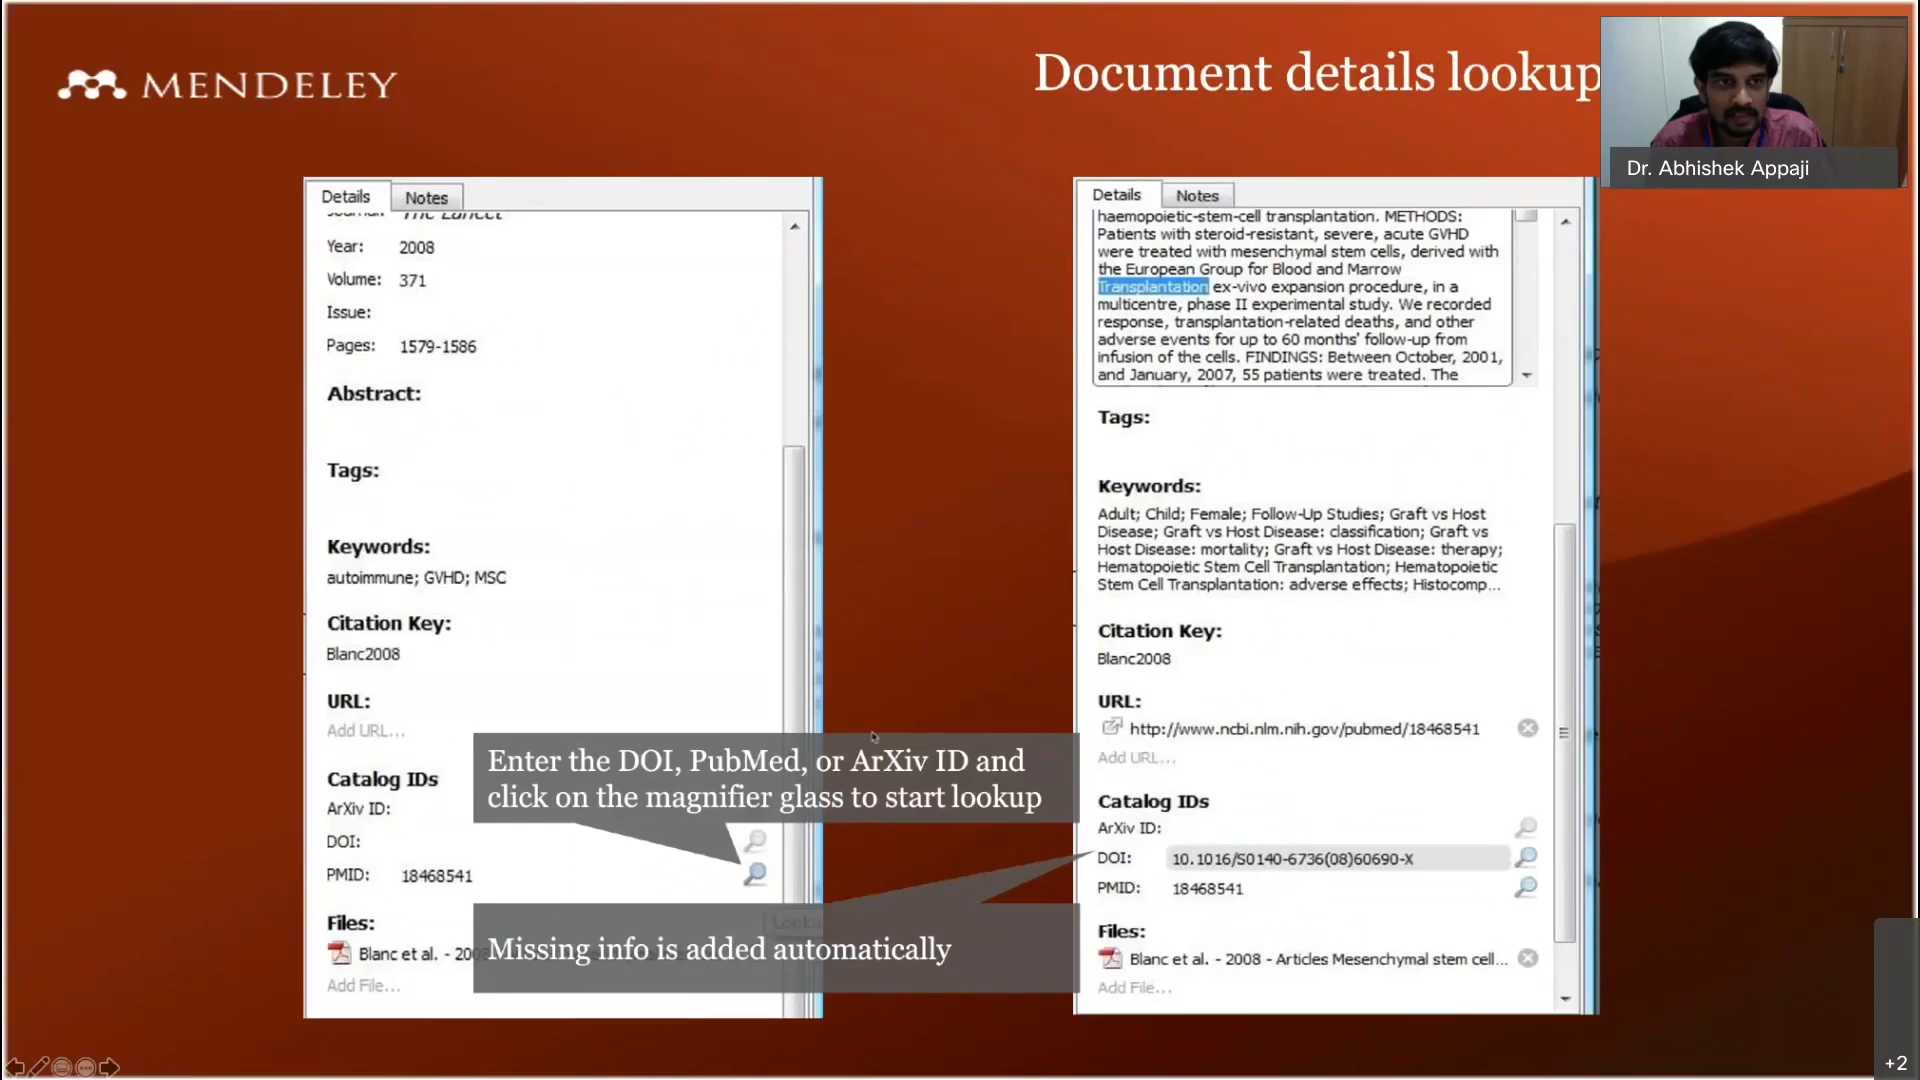 MENDELEY
Document details lookup
Dr. Abhishek Appaji
Details
Notes
Journal: The Lancet
Year: 2008
Volume: 371
Issue:
Pages: 1579-1586
Abstract:
Tags:
Keywords:
autoimmune; GVHD; MSC
Citation Key:
Blanc2008
URL:
Add URL...
Catalog IDs
ArXiv ID:
DOI:
PMID: 18468541
Files:
Blanc et al. - 200
Add File...
Enter the DOI, PubMed, or ArXiv ID and
click on the magnifier glass to start lookup
Missing info is added automatically
Details
Notes
haemopoietic-stem-cell transplantation. METHODS:
Patients with steroid-resistant, severe, acute GVHD
were treated with mesenchymal stem cells, derived with
the European Group for Blood and Marrow
Transplantation ex-vivo expansion procedure, in a
multicentre, phase II experimental study. We recorded
response, transplantation-related deaths, and other
adverse events for up to 60 months' follow-up from
infusion of the cells. FINDINGS: Between October, 2001,
and January, 2007, 55 patients were treated. The
Tags:
Keywords:
Adult; Child; Female; Follow-Up Studies; Graft vs Host
Disease; Graft vs Host Disease: classification; Graft vs
Host Disease: mortality; Graft vs Host Disease: therapy;
Hematopoietic Stem Cell Transplantation; Hematopoietic
Stem Cell Transplantation: adverse effects; Histocomp...
Citation Key:
Blanc2008
URL:
http://www.ncbi.nlm.nih.gov/pubmed/18468541
Add URL...
Catalog IDs
ArXiv ID:
DOI: 10.1016/S0140-6736(08)60690-X
PMID: 18468541
Files:
Blanc et al. - 2008 - Articles Mesenchymal stem cell...
Add File...
+2